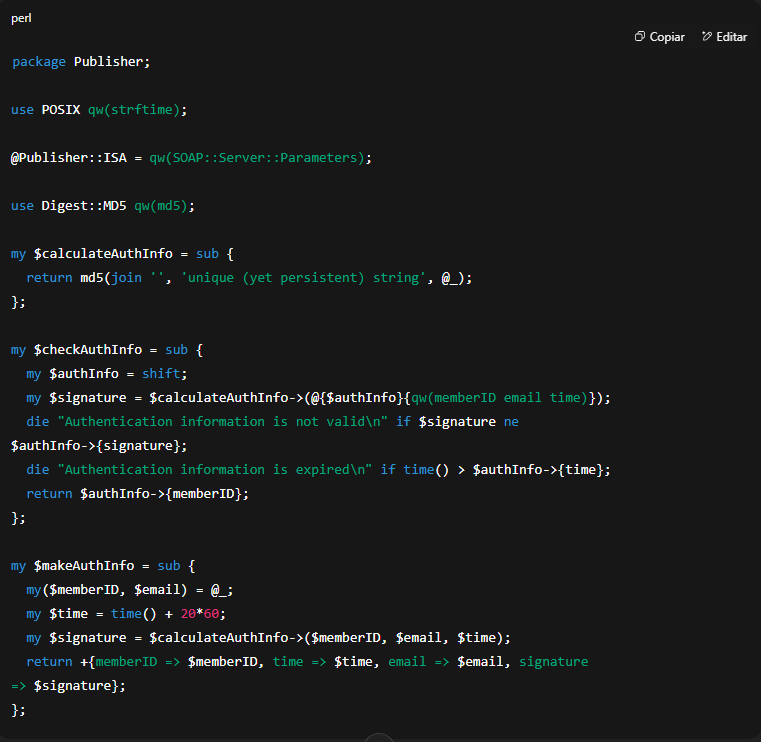 perl
Copiar Editar
package Publisher;
use POSIX qw(strftime);
@Publisher::ISA = qw(SOAP::Server::Parameters);
use Digest::MD5 qw(md5);
my $calculateAuthInfo = sub {
  return md5(join '', 'unique (yet persistent) string', @_);
};
my $checkAuthInfo = sub {
  my $authInfo = shift;
  my $signature = $calculateAuthInfo->(@{$authInfo}{qw(memberID email time)});
  die "Authentication information is not valid\n" if $signature ne
$authInfo->{signature};
  die "Authentication information is expired\n" if time() > $authInfo->{time};
  return $authInfo->{memberID};
};
my $makeAuthInfo = sub {
  my($memberID, $email) = @_;
  my $time = time() + 20*60;
  my $signature = $calculateAuthInfo->($memberID, $email, $time);
  return +{memberID => $memberID, time => $time, email => $email, signature
=> $signature};
};